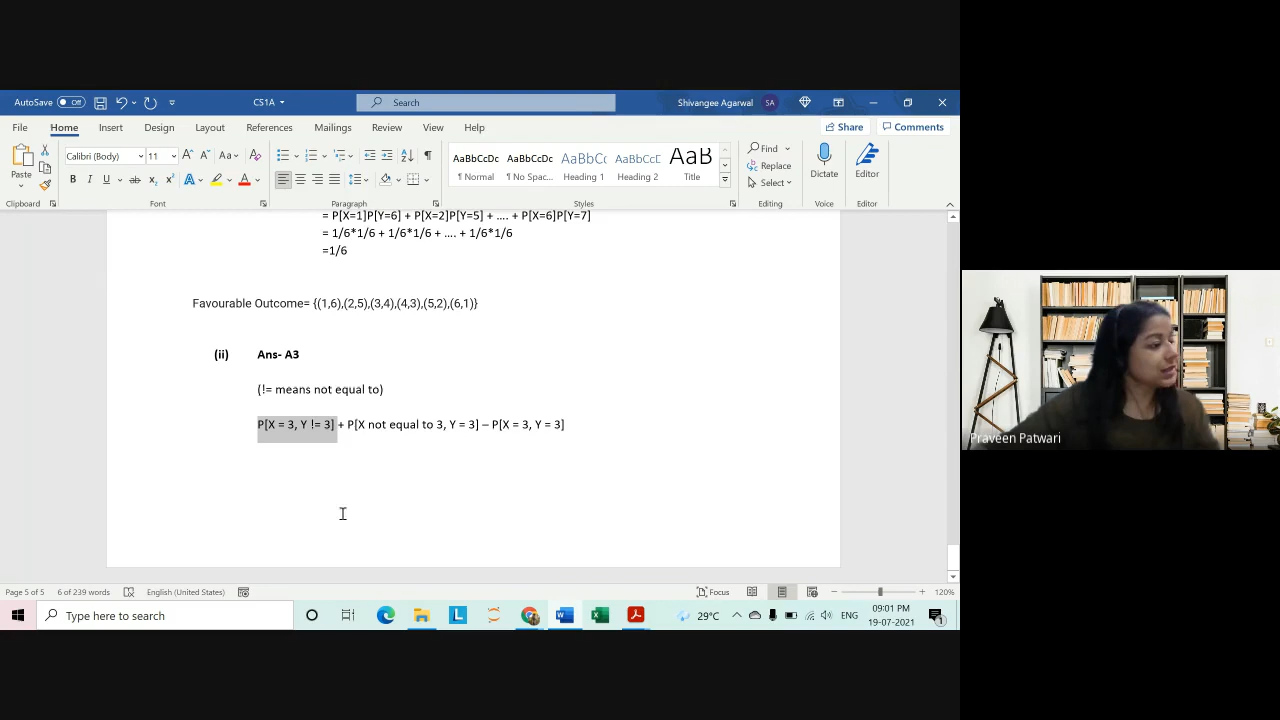 AutoSave Off CS1A Search Shivangee Agarwal SA
File Home Insert Design Layout References Mailings Review View Help Share Comments
Calibri (Body) 11 Aa
Paste
B I U ab x₂ x² A A
AaBbCcDc AaBbCcDc AaBbCc AaBbCcD AaB
¶ Normal ¶ No Spac... Heading 1 Heading 2 Title
Find
Replace
Select
Dictate
Editor
Clipboard Font Paragraph Styles Editing Voice Editor
= P[X=1]P[Y=6] + P[X=2]P[Y=5] + .... + P[X=6]P[Y=7]
= 1/6*1/6 + 1/6*1/6 + .... + 1/6*1/6
=1/6
Favourable Outcome= {(1,6),(2,5),(3,4),(4,3),(5,2),(6,1)}
(ii) Ans- A3
(!= means not equal to)
P[X = 3, Y != 3] + P[X not equal to 3, Y = 3] – P[X = 3, Y = 3]
Praveen Patwari
Page 5 of 5 6 of 239 words English (United States) Focus 120%
Type here to search 29°C ENG 09:01 PM
19-07-2021